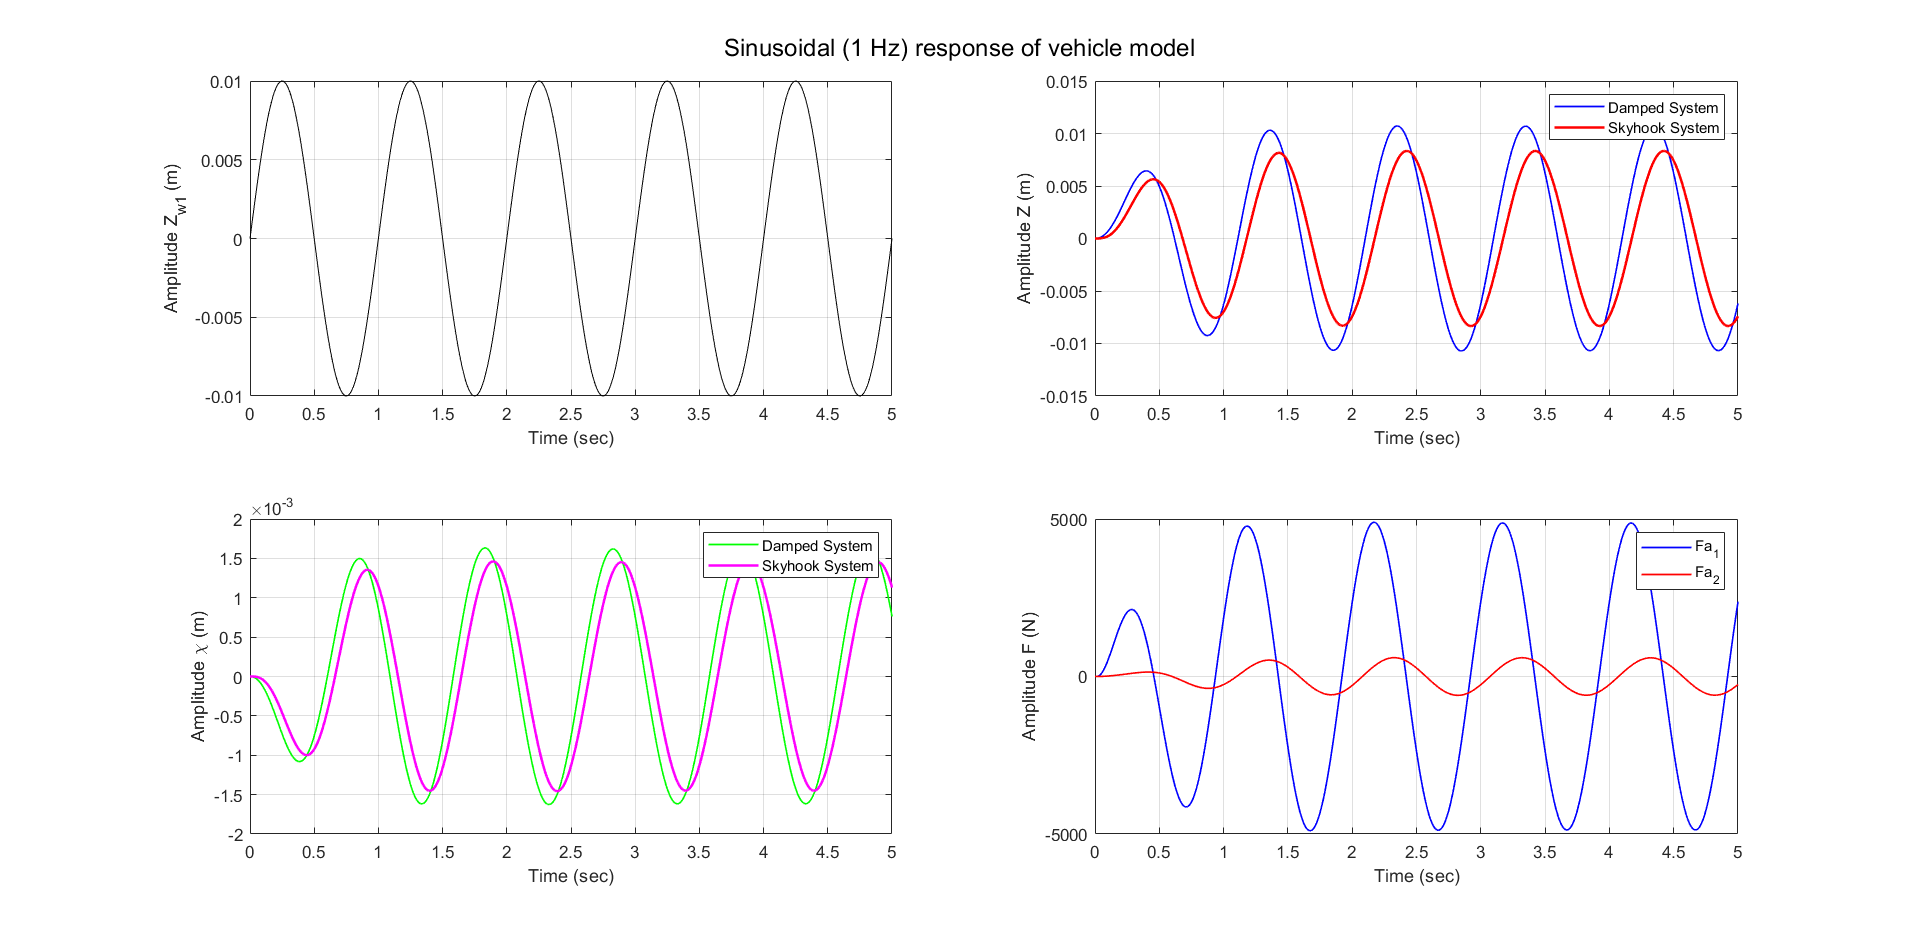 Sinusoidal (1 Hz) response of vehicle model
0.01
0.005
0
-0.005
-0.01
Amplitude Z_w1 (m)
0 0.5 1 1.5 2 2.5 3 3.5 4 4.5 5
Time (sec)
0.015
0.01
0.005
0
-0.005
-0.01
-0.015
Amplitude Z (m)
Damped System
Skyhook System
0 0.5 1 1.5 2 2.5 3 3.5 4 4.5 5
Time (sec)
×10^-3
2
1.5
1
0.5
0
-0.5
-1
-1.5
-2
Amplitude χ (m)
Damped System
Skyhook System
0 0.5 1 1.5 2 2.5 3 3.5 4 4.5 5
Time (sec)
5000
0
-5000
Amplitude F (N)
Fa_1
Fa_2
0 0.5 1 1.5 2 2.5 3 3.5 4 4.5 5
Time (sec)